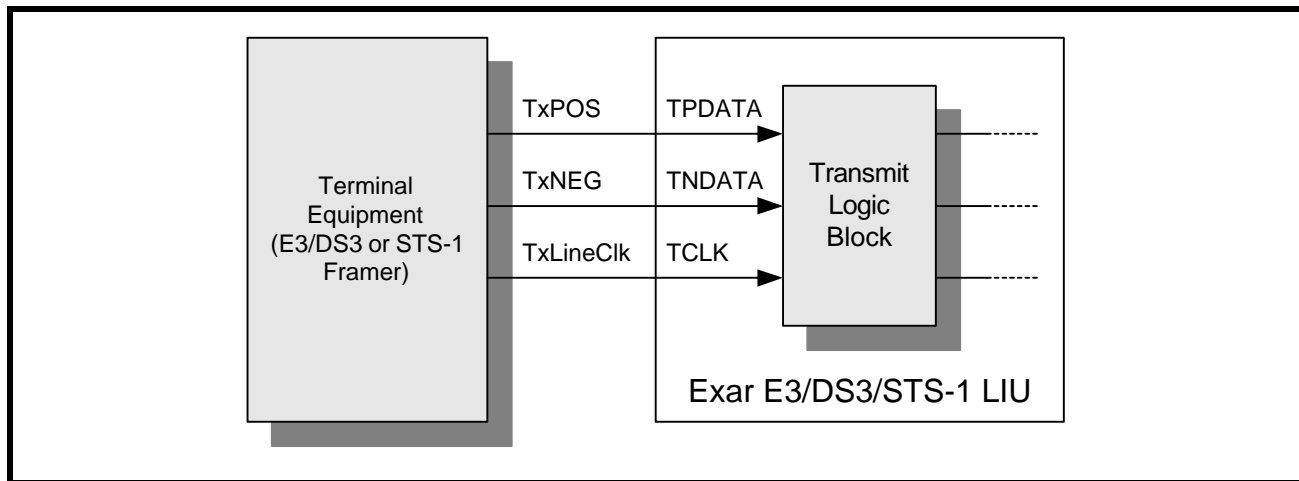 TxPOS
TPDATA
TxNEG
TNDATA
TxLineClk
TCLK
Terminal
Equipment
(E3/DS3 or STS-1
Framer)
Transmit
Logic
Block
Exar E3/DS3/STS-1 LIU